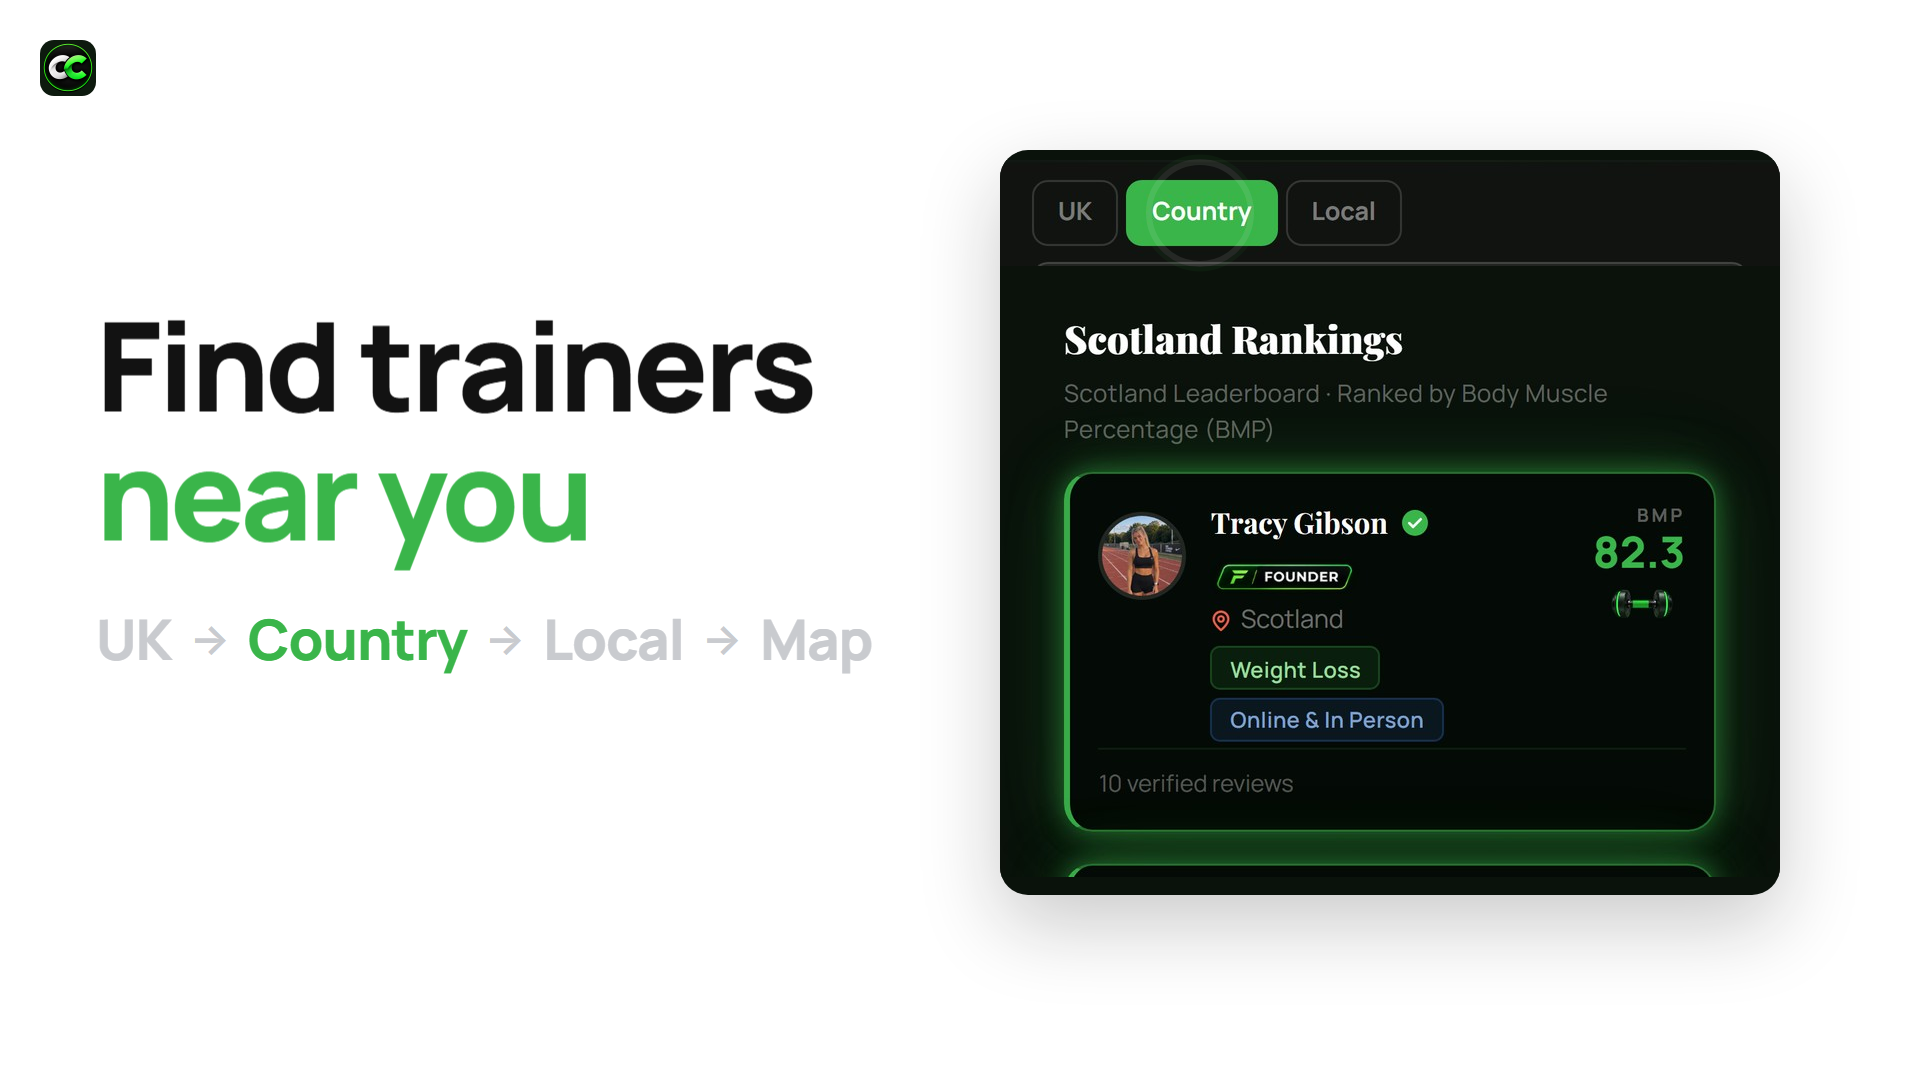 CC
Find trainers
near you
UK → Country → Local → Map
UK
Country
Local
Scotland Rankings
Scotland Leaderboard · Ranked by Body Muscle
Percentage (BMP)
Tracy Gibson
BMP
82.3
F / FOUNDER
Scotland
Weight Loss
Online & In Person
10 verified reviews